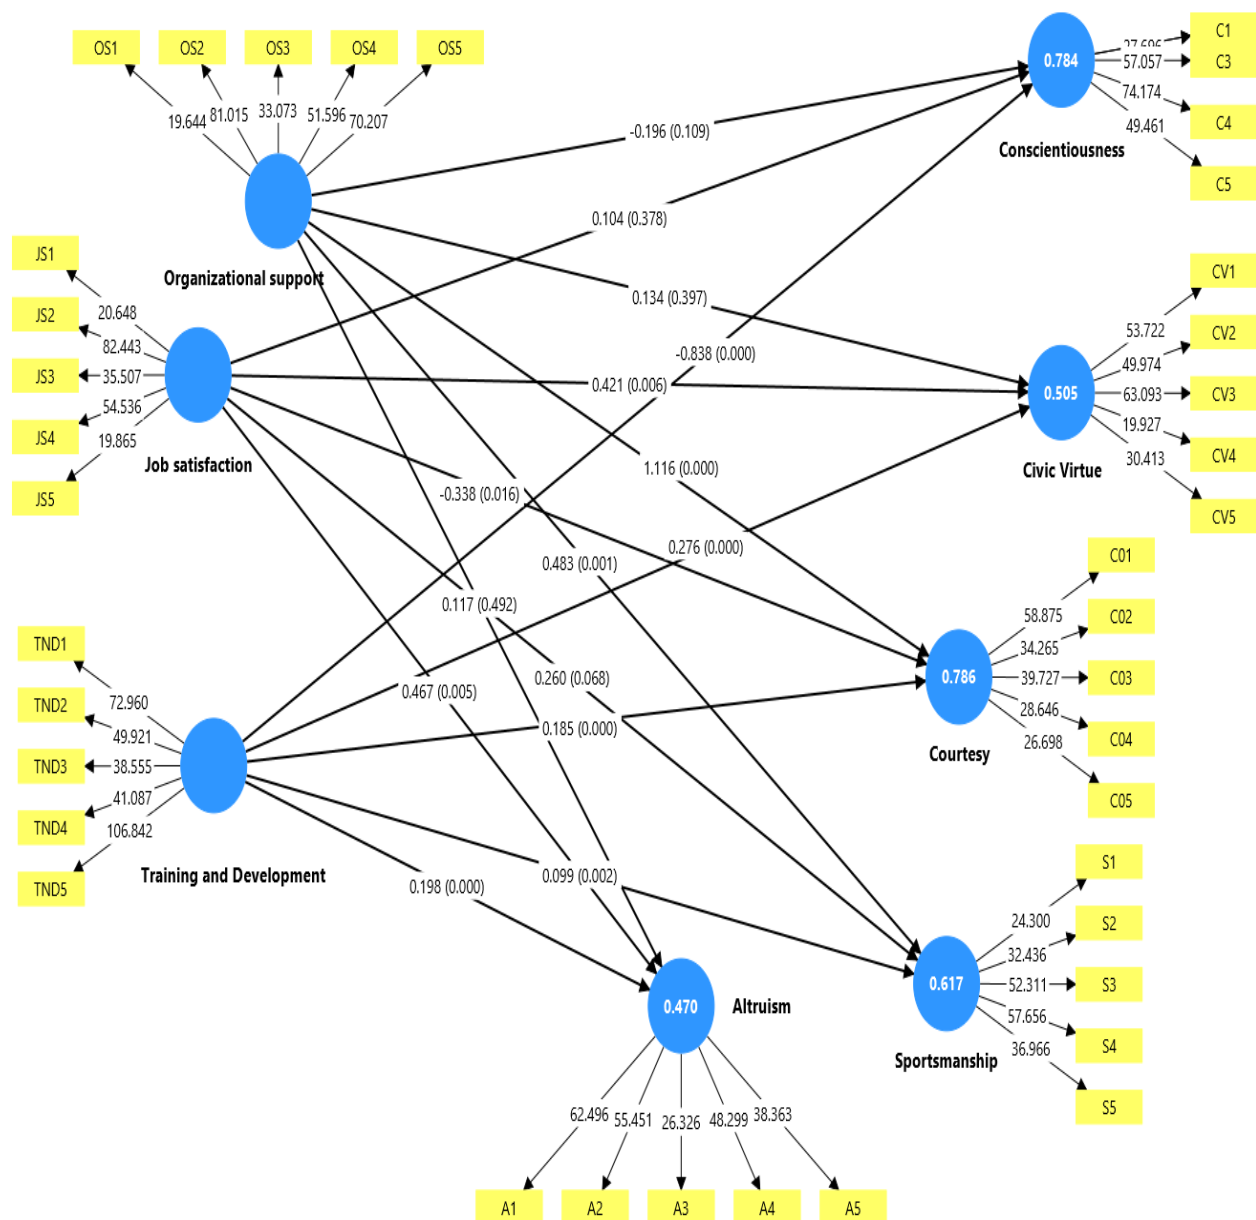 OS1 OS2 OS3 OS4 OS5
19.644 81.015 33.073 51.596 70.207
Organizational support
JS1
JS2
JS3
JS4
JS5
20.648
82.443
35.507
54.536
19.865
Job satisfaction
TND1
TND2
TND3
TND4
TND5
72.960
49.921
38.555
41.087
106.842
Training and Development
-0.196 (0.109)
0.104 (0.378)
0.134 (0.397)
-0.838 (0.000)
0.421 (0.006)
1.116 (0.000)
-0.338 (0.016)
0.276 (0.000)
0.483 (0.001)
0.117 (0.492)
0.260 (0.068)
0.467 (0.005)
0.185 (0.000)
0.099 (0.002)
0.198 (0.000)
0.784
Conscientiousness
57.057
74.174
49.461
C1
C3
C4
C5
0.505
Civic Virtue
53.722
49.974
63.093
19.927
30.413
CV1
CV2
CV3
CV4
CV5
0.786
Courtesy
58.875
34.265
39.727
28.646
26.698
C01
C02
C03
C04
C05
0.617
Sportsmanship
24.300
32.436
52.311
57.656
36.966
S1
S2
S3
S4
S5
0.470
Altruism
62.496 55.451 26.326 48.299 38.363
A1 A2 A3 A4 A5